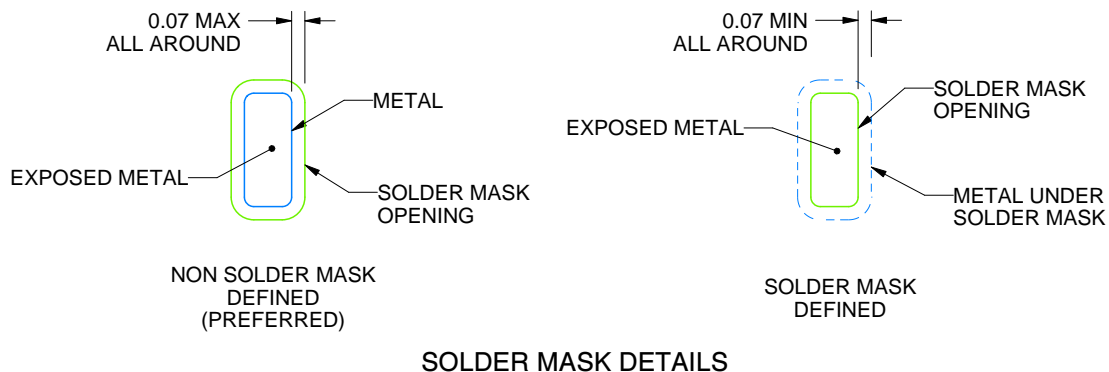 0.07 MAX
ALL AROUND
METAL
EXPOSED METAL
SOLDER MASK
OPENING
NON SOLDER MASK
DEFINED
(PREFERRED)
0.07 MIN
ALL AROUND
SOLDER MASK
OPENING
EXPOSED METAL
METAL UNDER
SOLDER MASK
SOLDER MASK
DEFINED
SOLDER MASK DETAILS